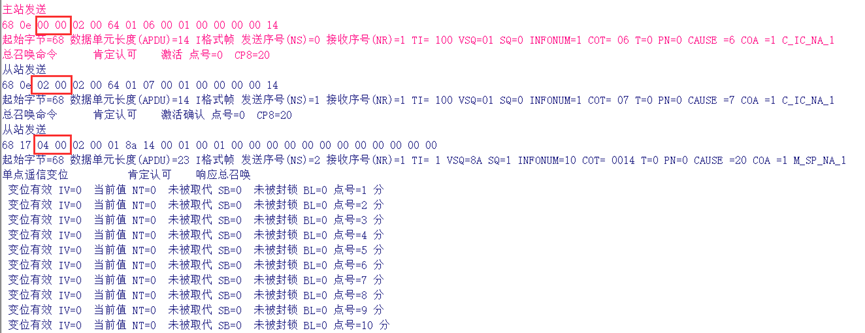 主站发送
68 0e 00 00 02 00 64 01 06 00 01 00 00 00 00 14
起始字节=68 数据单元长度(APDU)=14 I格式帧 发送序号(NS)=0 接收序号(NR)=1 TI= 100 VSQ=01 SQ=0 INFONUM=1 COT= 06 T=0 PN=0 CAUSE =6 COA =1 C_IC_NA_1
总召唤命令 肯定认可 激活 点号=0 CP8=20
从站发送
68 0e 02 00 02 00 64 01 07 00 01 00 00 00 00 14
起始字节=68 数据单元长度(APDU)=14 I格式帧 发送序号(NS)=1 接收序号(NR)=1 TI= 100 VSQ=01 SQ=0 INFONUM=1 COT= 07 T=0 PN=0 CAUSE =7 COA =1 C_IC_NA_1
总召唤命令 肯定认可 激活确认 点号=0 CP8=20
从站发送
68 17 04 00 02 00 01 8a 14 00 01 00 01 00 00 00 00 00 00 00 00 00 00 00 00
起始字节=68 数据单元长度(APDU)=23 I格式帧 发送序号(NS)=2 接收序号(NR)=1 TI= 1 VSQ=8A SQ=1 INFONUM=10 COT= 0014 T=0 PN=0 CAUSE =20 COA =1 M_SP_NA_1
单点遥信变位 肯定认可 响应总召唤
变位有效 IV=0 当前值 NT=0 未被取代 SB=0 未被封锁 BL=0 点号=1 分
变位有效 IV=0 当前值 NT=0 未被取代 SB=0 未被封锁 BL=0 点号=2 分
变位有效 IV=0 当前值 NT=0 未被取代 SB=0 未被封锁 BL=0 点号=3 分
变位有效 IV=0 当前值 NT=0 未被取代 SB=0 未被封锁 BL=0 点号=4 分
变位有效 IV=0 当前值 NT=0 未被取代 SB=0 未被封锁 BL=0 点号=5 分
变位有效 IV=0 当前值 NT=0 未被取代 SB=0 未被封锁 BL=0 点号=6 分
变位有效 IV=0 当前值 NT=0 未被取代 SB=0 未被封锁 BL=0 点号=7 分
变位有效 IV=0 当前值 NT=0 未被取代 SB=0 未被封锁 BL=0 点号=8 分
变位有效 IV=0 当前值 NT=0 未被取代 SB=0 未被封锁 BL=0 点号=9 分
变位有效 IV=0 当前值 NT=0 未被取代 SB=0 未被封锁 BL=0 点号=10 分